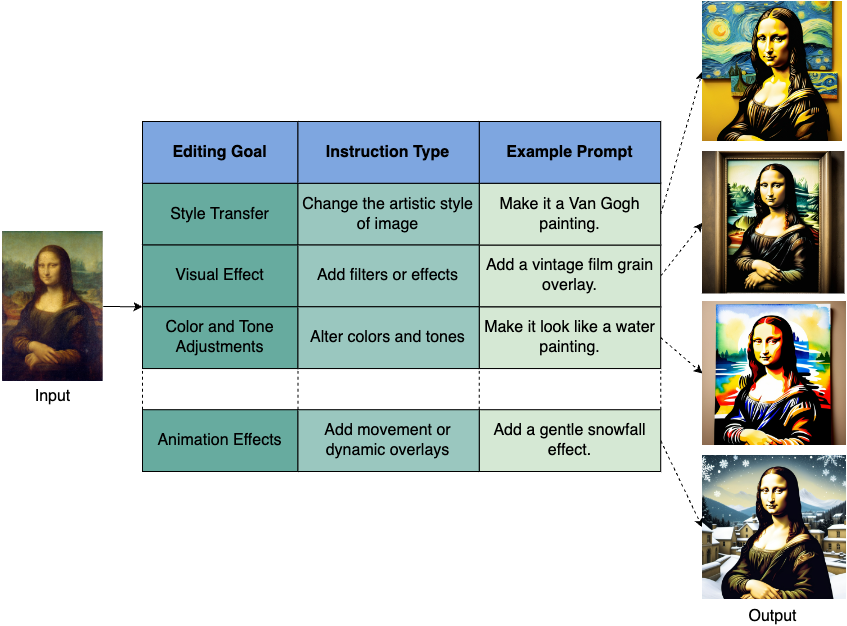 Editing Goal
Instruction Type
Example Prompt
Style Transfer
Change the artistic style
of image
Make it a Van Gogh
painting.
Visual Effect
Add filters or effects
Add a vintage film grain
overlay.
Color and Tone
Adjustments
Alter colors and tones
Make it look like a water
painting.
Animation Effects
Add movement or
dynamic overlays
Add a gentle snowfall
effect.
Input
Output